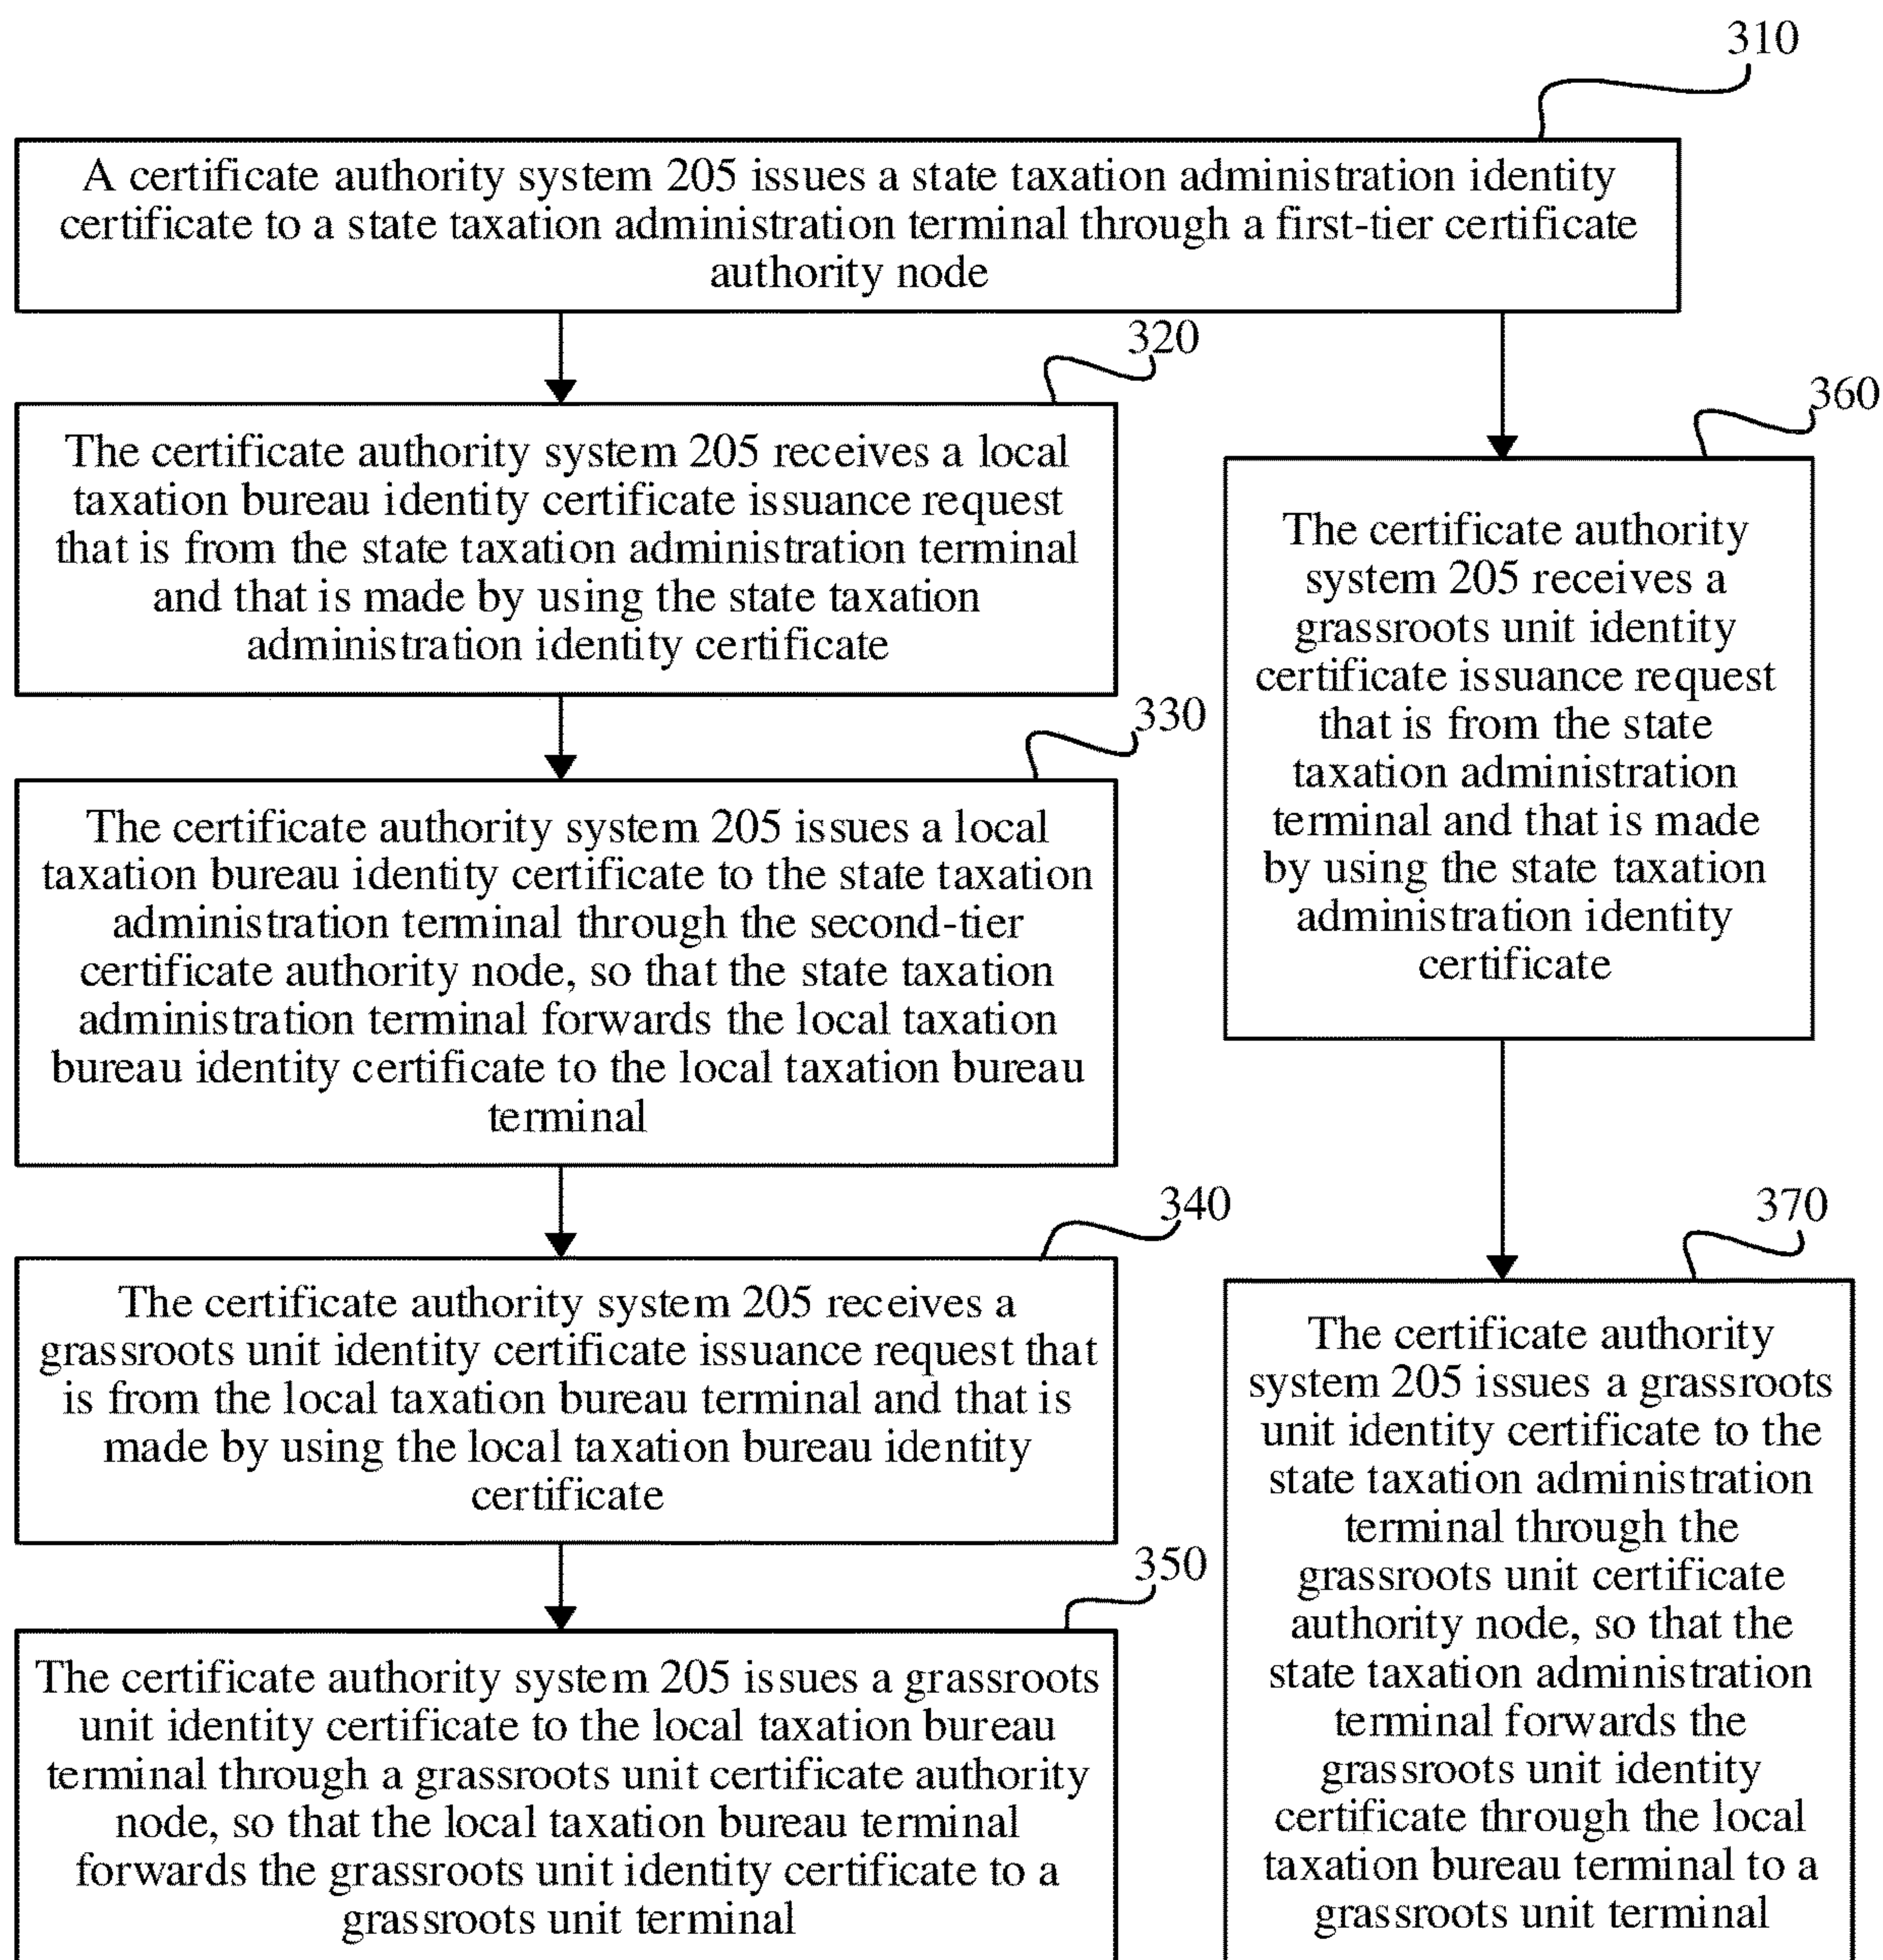 310
A certificate authority system 205 issues a state taxation administration identity
certificate to a state taxation administration terminal through a first-tier certificate
authority node
320
The certificate authority system 205 receives a local
taxation bureau identity certificate issuance request
that is from the state taxation administration terminal
and that is made by using the state taxation
administration identity certificate
330
The certificate authority system 205 issues a local
taxation bureau identity certificate to the state taxation
administration terminal through the second-tier
certificate authority node, so that the state taxation
administration terminal forwards the local taxation
bureau identity certificate to the local taxation bureau
terminal
340
The certificate authority system 205 receives a
grassroots unit identity certificate issuance request that
is from the local taxation bureau terminal and that is
made by using the local taxation bureau identity
certificate
350
The certificate authority system 205 issues a grassroots
unit identity certificate to the local taxation bureau
terminal through a grassroots unit certificate authority
node, so that the local taxation bureau terminal
forwards the grassroots unit identity certificate to a
grassroots unit terminal
360
The certificate authority
system 205 receives a
grassroots unit identity
certificate issuance request
that is from the state
taxation administration
terminal and that is made
by using the state taxation
administration identity
certificate
370
The certificate authority
system 205 issues a grassroots
unit identity certificate to the
state taxation administration
terminal through the
grassroots unit certificate
authority node, so that the
state taxation administration
terminal forwards the
grassroots unit identity
certificate through the local
taxation bureau terminal to a
grassroots unit terminal